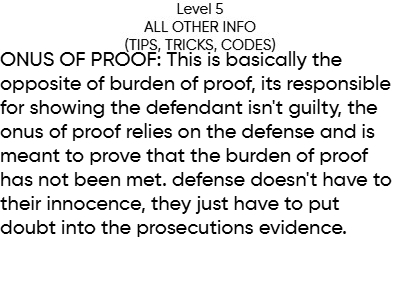 Level 5
ALL OTHER INFO
(TIPS, TRICKS, CODES)
ONUS OF PROOF: This is basically the
opposite of burden of proof, its responsible
for showing the defendant isn't guilty, the
onus of proof relies on the defense and is
meant to prove that the burden of proof
has not been met. defense doesn't have to
their innocence, they just have to put
doubt into the prosecutions evidence.